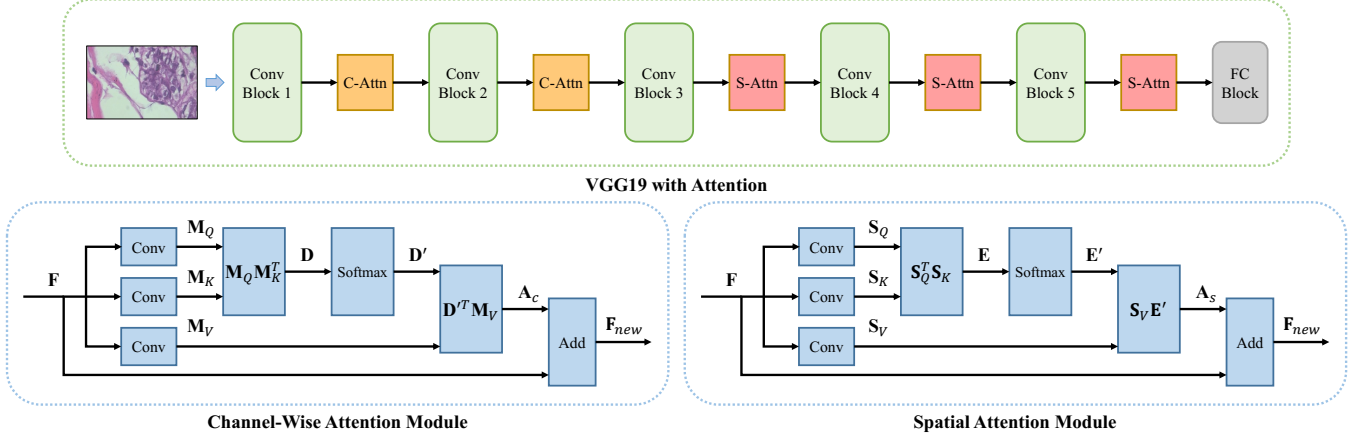 Conv Block 1
C-Attn
Conv Block 2
C-Attn
Conv Block 3
S-Attn
Conv Block 4
S-Attn
Conv Block 5
S-Attn
FC Block
VGG19 with Attention
F
Conv
M_Q
Conv
M_K
Conv
M_V
M_Q M_K^T
D
Softmax
D'
D'^T M_V
A_c
Add
F_new
Channel-Wise Attention Module
F
Conv
S_Q
Conv
S_K
Conv
S_V
S_Q^T S_K
E
Softmax
E'
S_V E'
A_s
Add
F_new
Spatial Attention Module